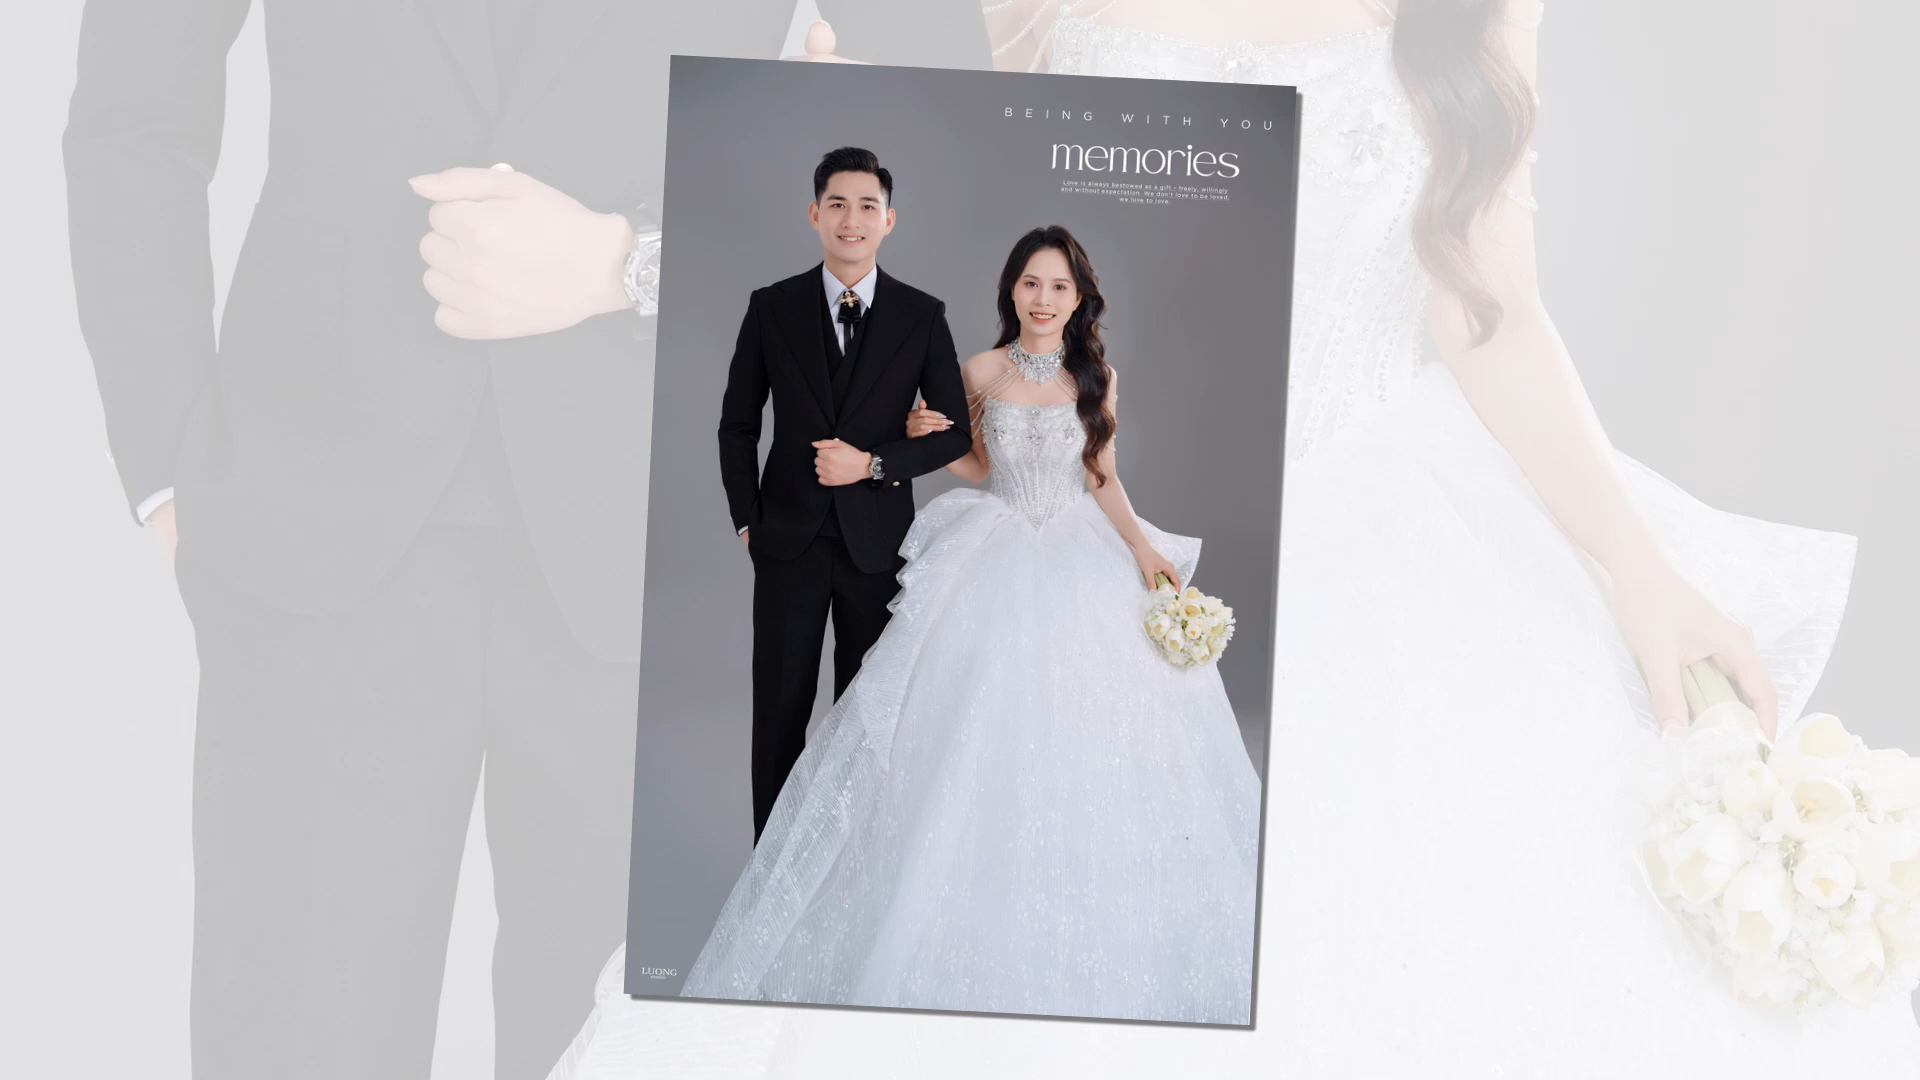 BEING WITH YOU
memories
Love is always bestowed as a gift - freely, willingly
and without expectation. We don't love to be loved;
we love to love.
LUONG